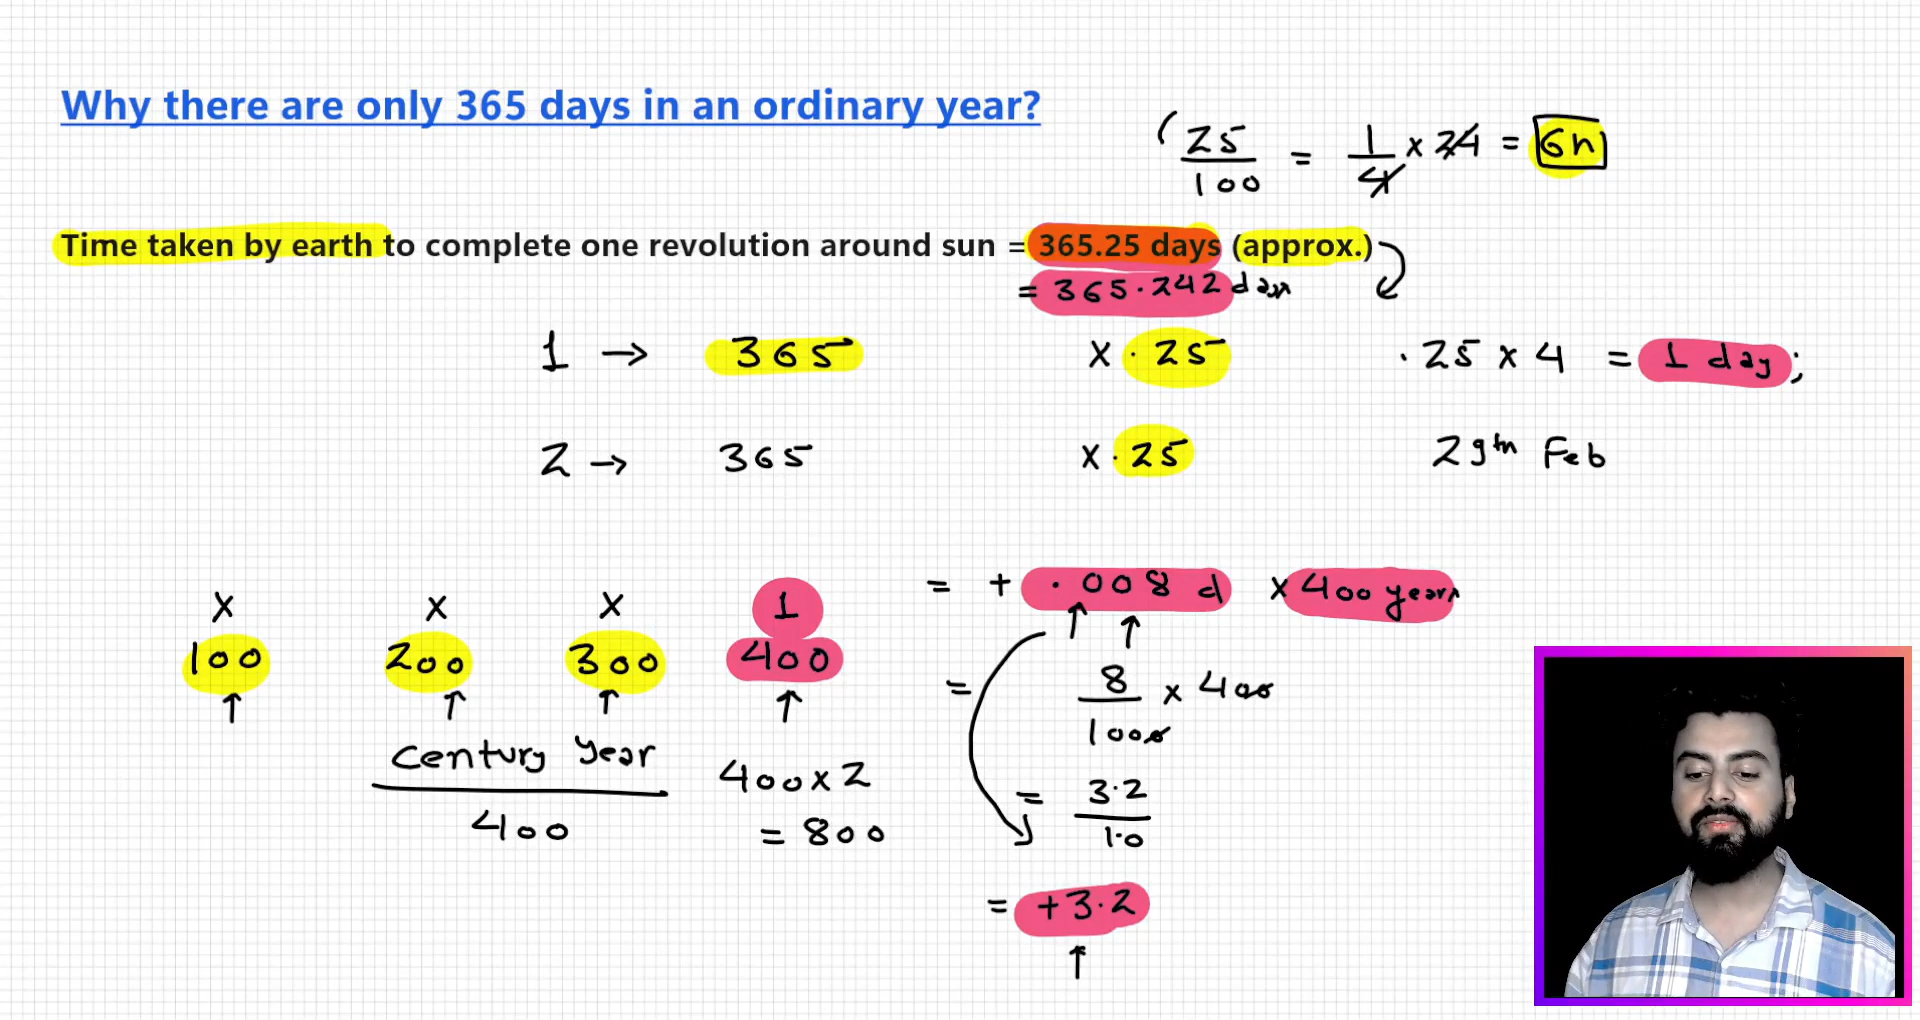 Why there are only 365 days in an ordinary year?
25/100 = 1/4 × 24 = 6h
Time taken by earth to complete one revolution around sun = 365.25 days (approx.)
= 365.242 days
1 → 365 × .25 .25 × 4 = 1 day;
2 → 365 × .25 29th Feb
= + .008 d × 400 years
× × × 1
100 200 300 400
= 8/1000 × 400
century year/400
400 × 2
= 800
= 3.2/1.0
= +3.2